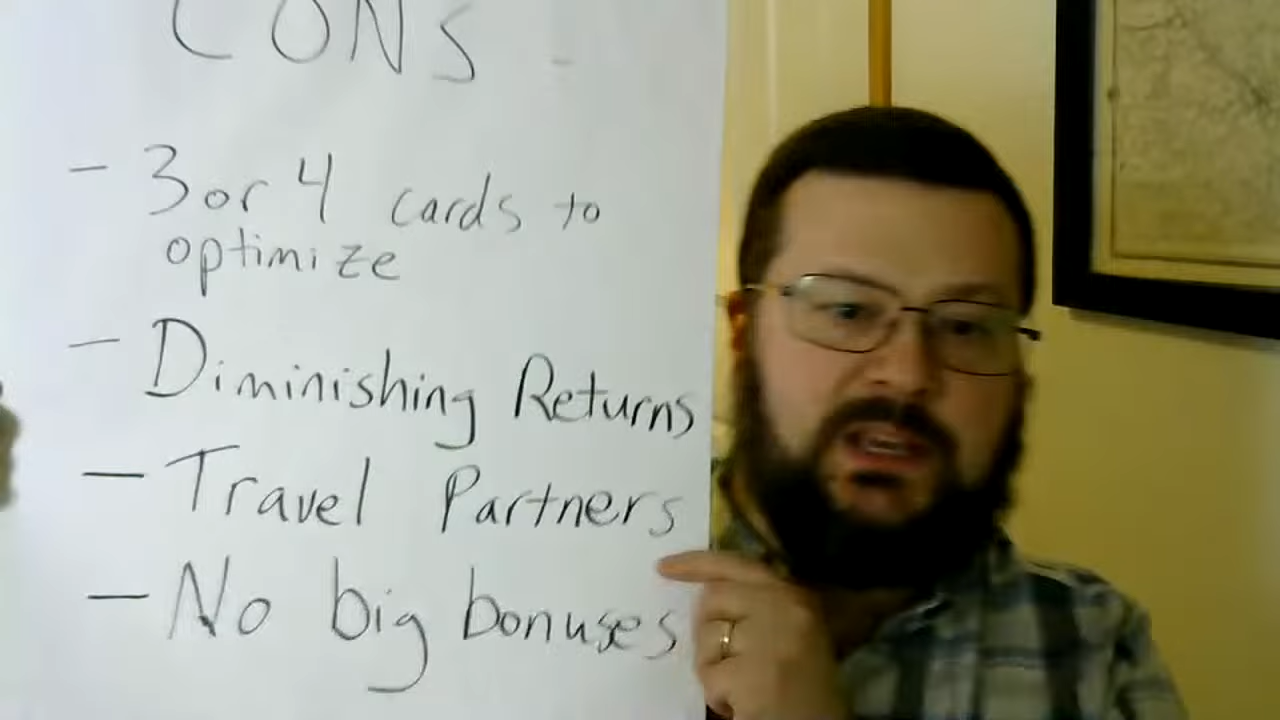 CONS -
- 3 or 4 cards to
optimize
- Diminishing Returns
- Travel Partners
- No big bonuses